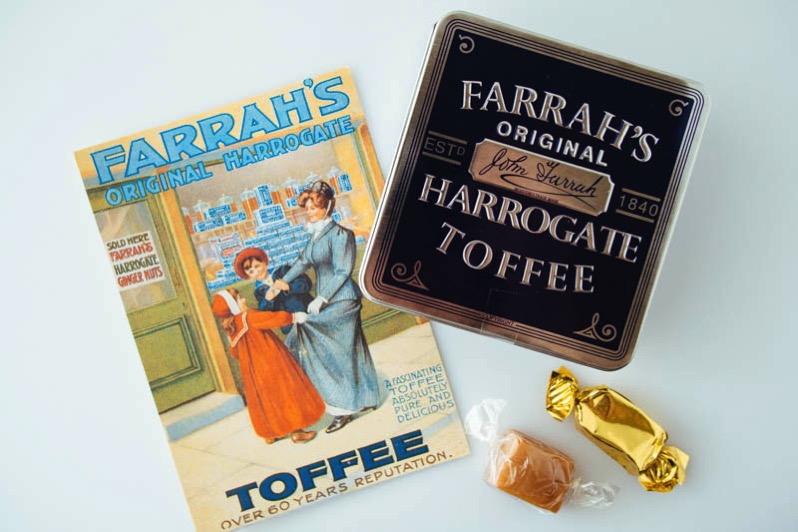 FARRAH'S
ORIGINAL HARROGATE
SOLD HERE
FARRAH'S
HARROGATE
GINGER NUTS
A FASCINATING
TOFFEE
ABSOLUTELY
PURE AND
DELICIOUS
TOFFEE
OVER 60 YEARS REPUTATION.
FARRAH'S
ORIGINAL
ESTD
John Farrah
1840
HARROGATE
TOFFEE